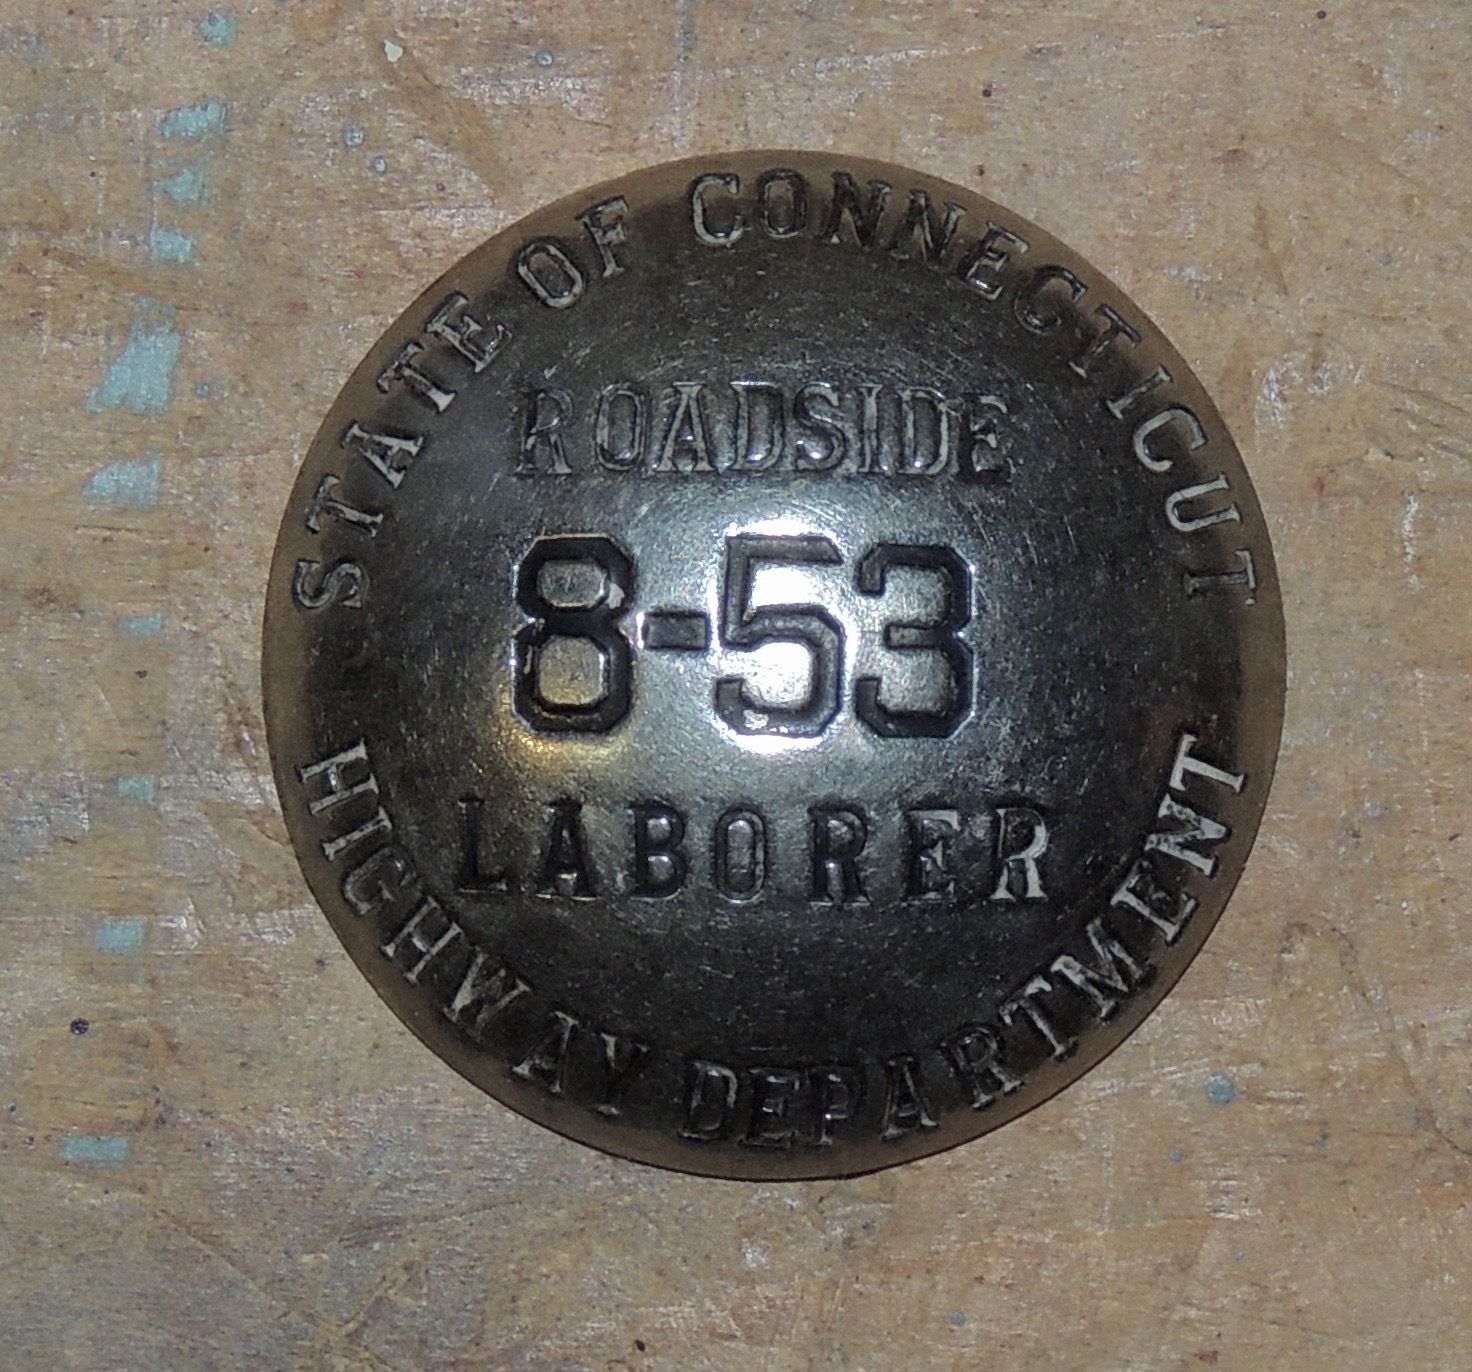 STATE OF CONNECTICUT
ROADSIDE
8-53
LABORER
HIGHWAY DEPARTMENT